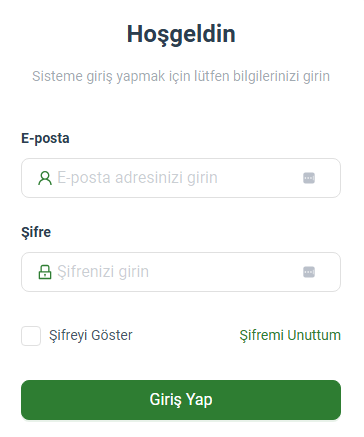 Hoşgeldin
Sisteme giriş yapmak için lütfen bilgilerinizi girin
E-posta
E-posta adresinizi girin
Şifre
Şifrenizi girin
Şifreyi Göster
Şifremi Unuttum
Giriş Yap